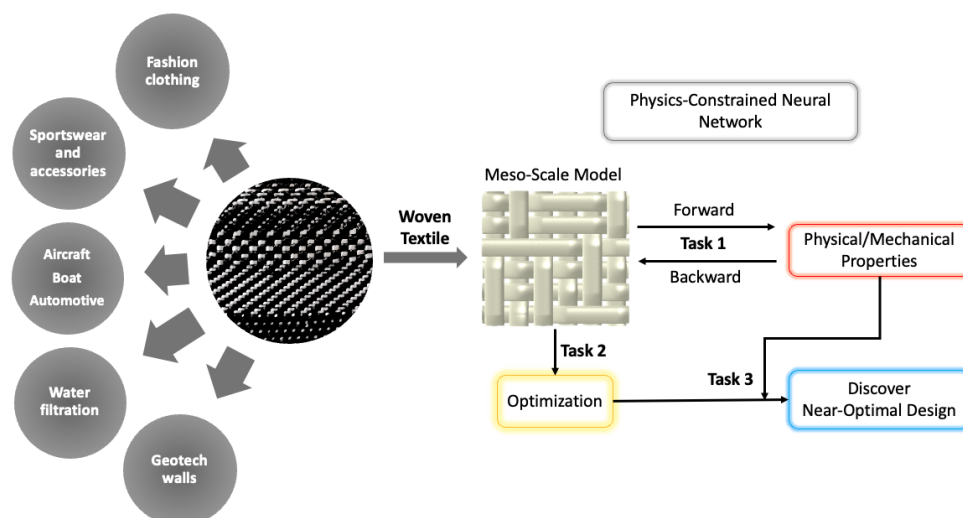 Fashion
clothing
Sportswear
and
accessories
Aircraft
Boat
Automotive
Water
filtration
Geotech
walls
Woven
Textile
Physics-Constrained Neural
Network
Meso-Scale Model
Forward
Task 1
Backward
Physical/Mechanical
Properties
Task 2
Optimization
Task 3
Discover
Near-Optimal Design